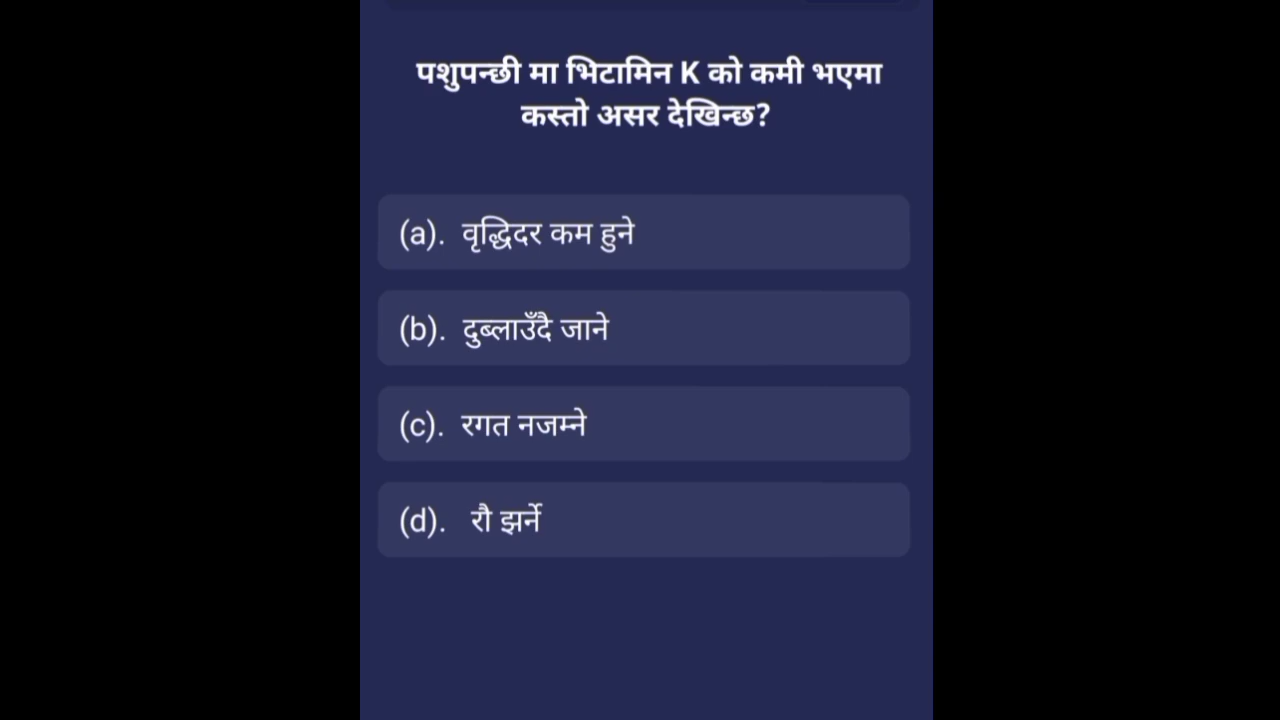 पशुपन्छी मा भिटामिन K को कमी भएमा
कस्तो असर देखिन्छ?
(a). वृद्धिदर कम हुने
(b). दुब्लाउँदै जाने
(c). रगत नजम्ने
(d). रौ झर्ने